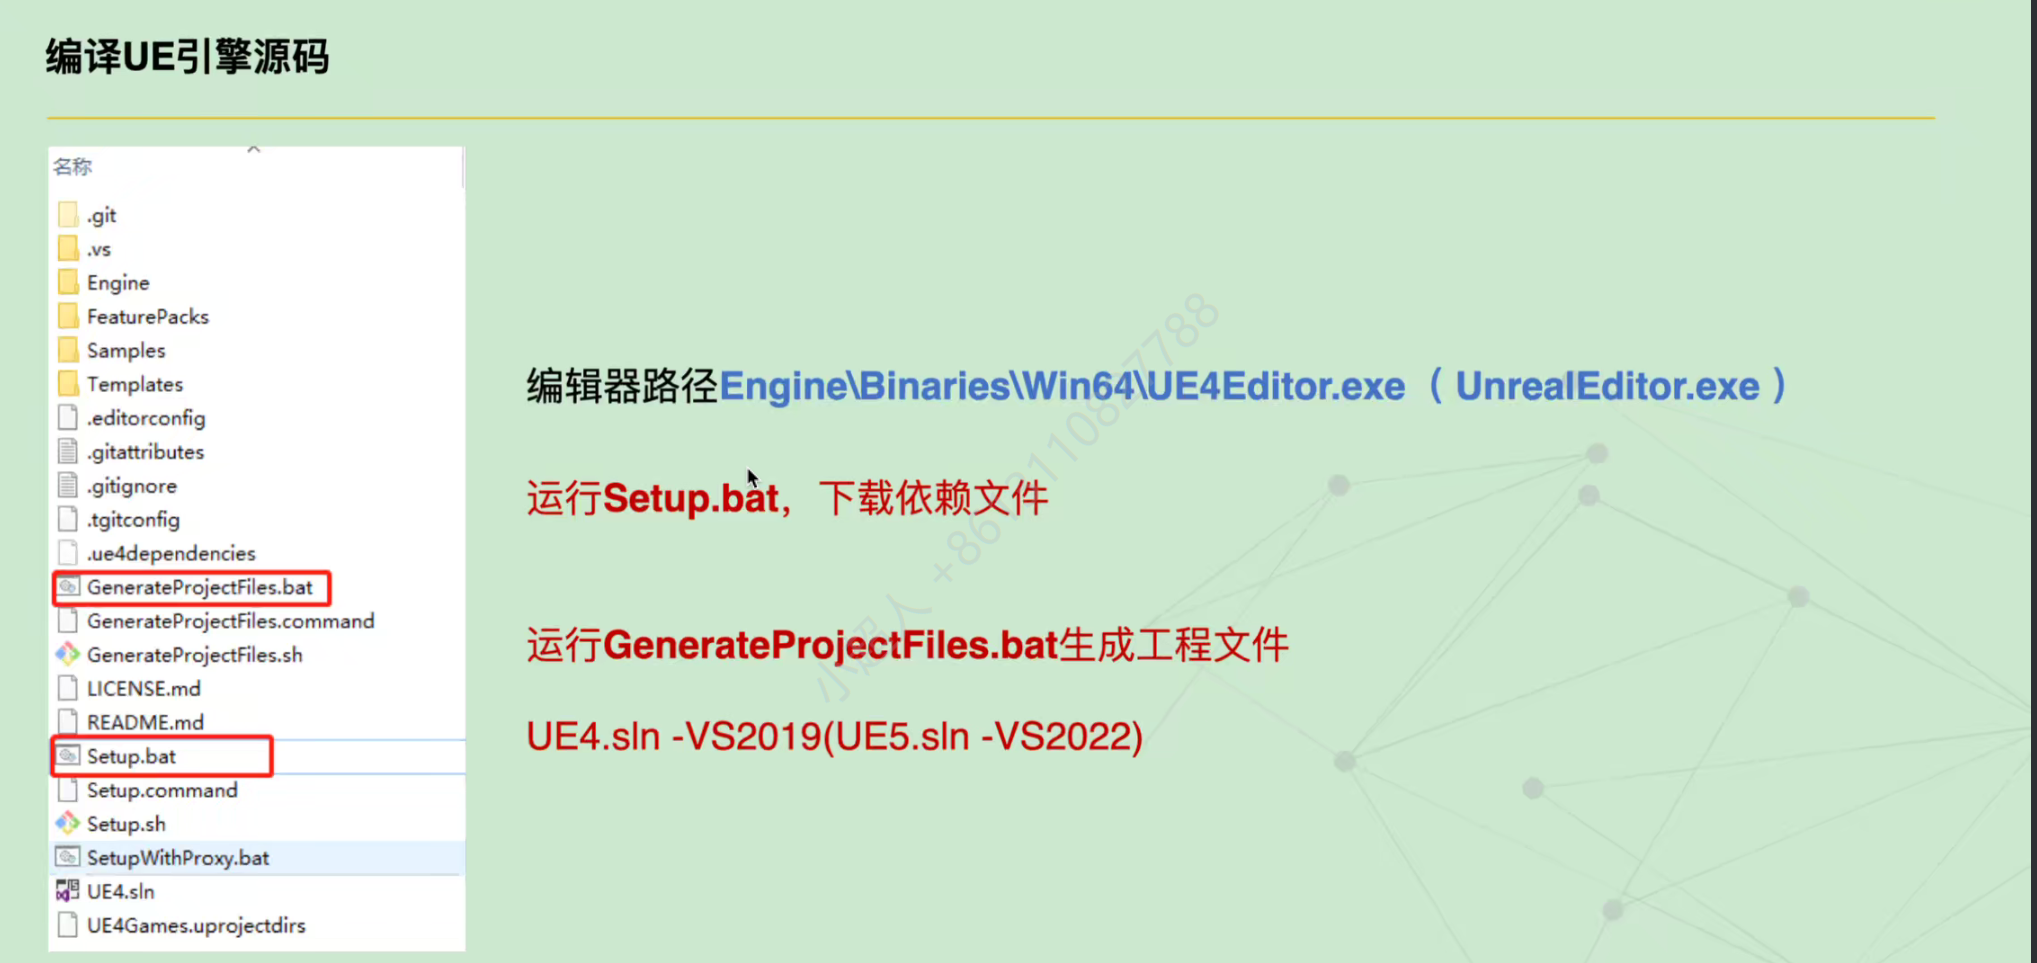 编译UE引擎源码
名称
.git
.vs
Engine
FeaturePacks
Samples
Templates
.editorconfig
.gitattributes
.gitignore
.tgitconfig
.ue4dependencies
GenerateProjectFiles.bat
GenerateProjectFiles.command
GenerateProjectFiles.sh
LICENSE.md
README.md
Setup.bat
Setup.command
Setup.sh
SetupWithProxy.bat
UE4.sln
UE4Games.uprojectdirs
编辑器路径Engine\Binaries\Win64\UE4Editor.exe（ UnrealEditor.exe ）
运行Setup.bat，下载依赖文件
运行GenerateProjectFiles.bat生成工程文件
UE4.sln -VS2019(UE5.sln -VS2022)